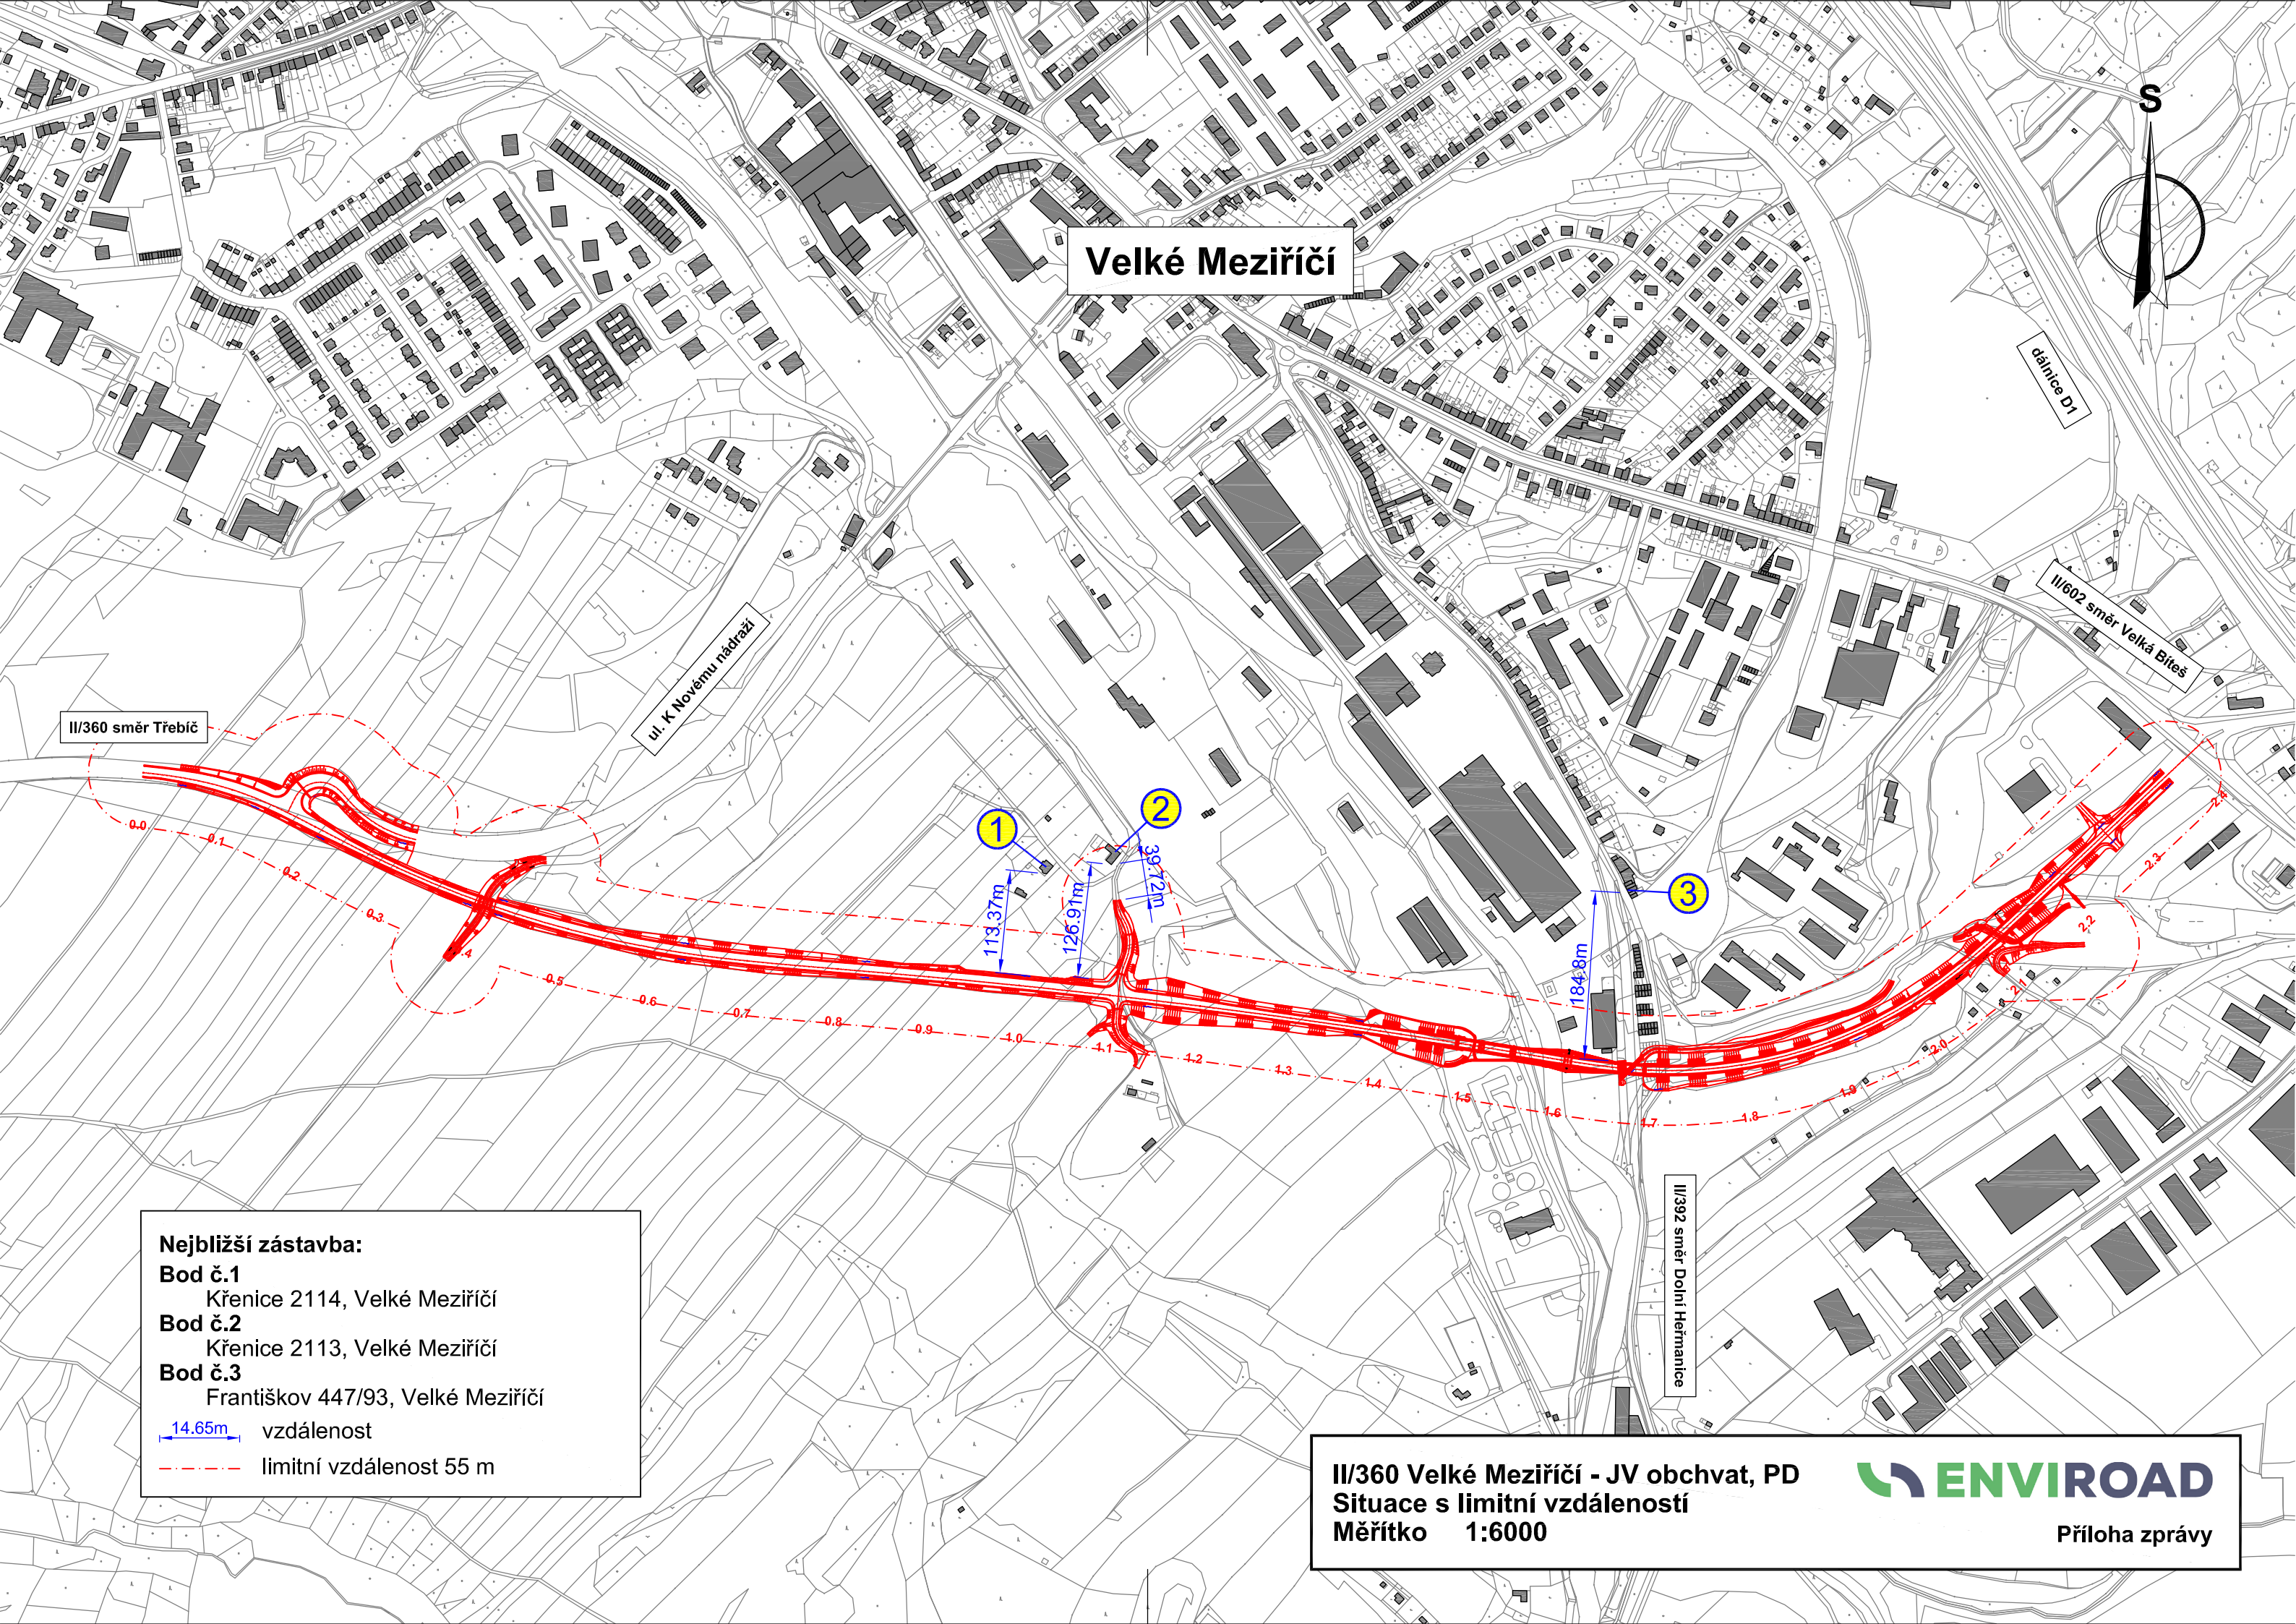 S
Velké Meziříčí
dálnice D1
II/602 směr Velká Bíteš
ul. K Novému nádraží
II/360 směr Třebíč
1
2
3
113.37m
126.91m
39.72m
184.8m
0.0
0.1
0.2
0.3
.4
0.5
0.6
0.7
0.8
0.9
1.0
1.1
1.2
1.3
1.4
1.5
1.6
1.7
1.8
1.9
2.0
2.1
2.2
2.3
2.4
II/392 směr Dolní Heřmanice
Nejbližší zástavba:
Bod č.1
Křenice 2114, Velké Meziříčí
Bod č.2
Křenice 2113, Velké Meziříčí
Bod č.3
Františkov 447/93, Velké Meziříčí
14.65m vzdálenost
limitní vzdálenost 55 m
II/360 Velké Meziříčí - JV obchvat, PD
Situace s limitní vzdáleností
Měřítko 1:6000
ENVIROAD
Příloha zprávy